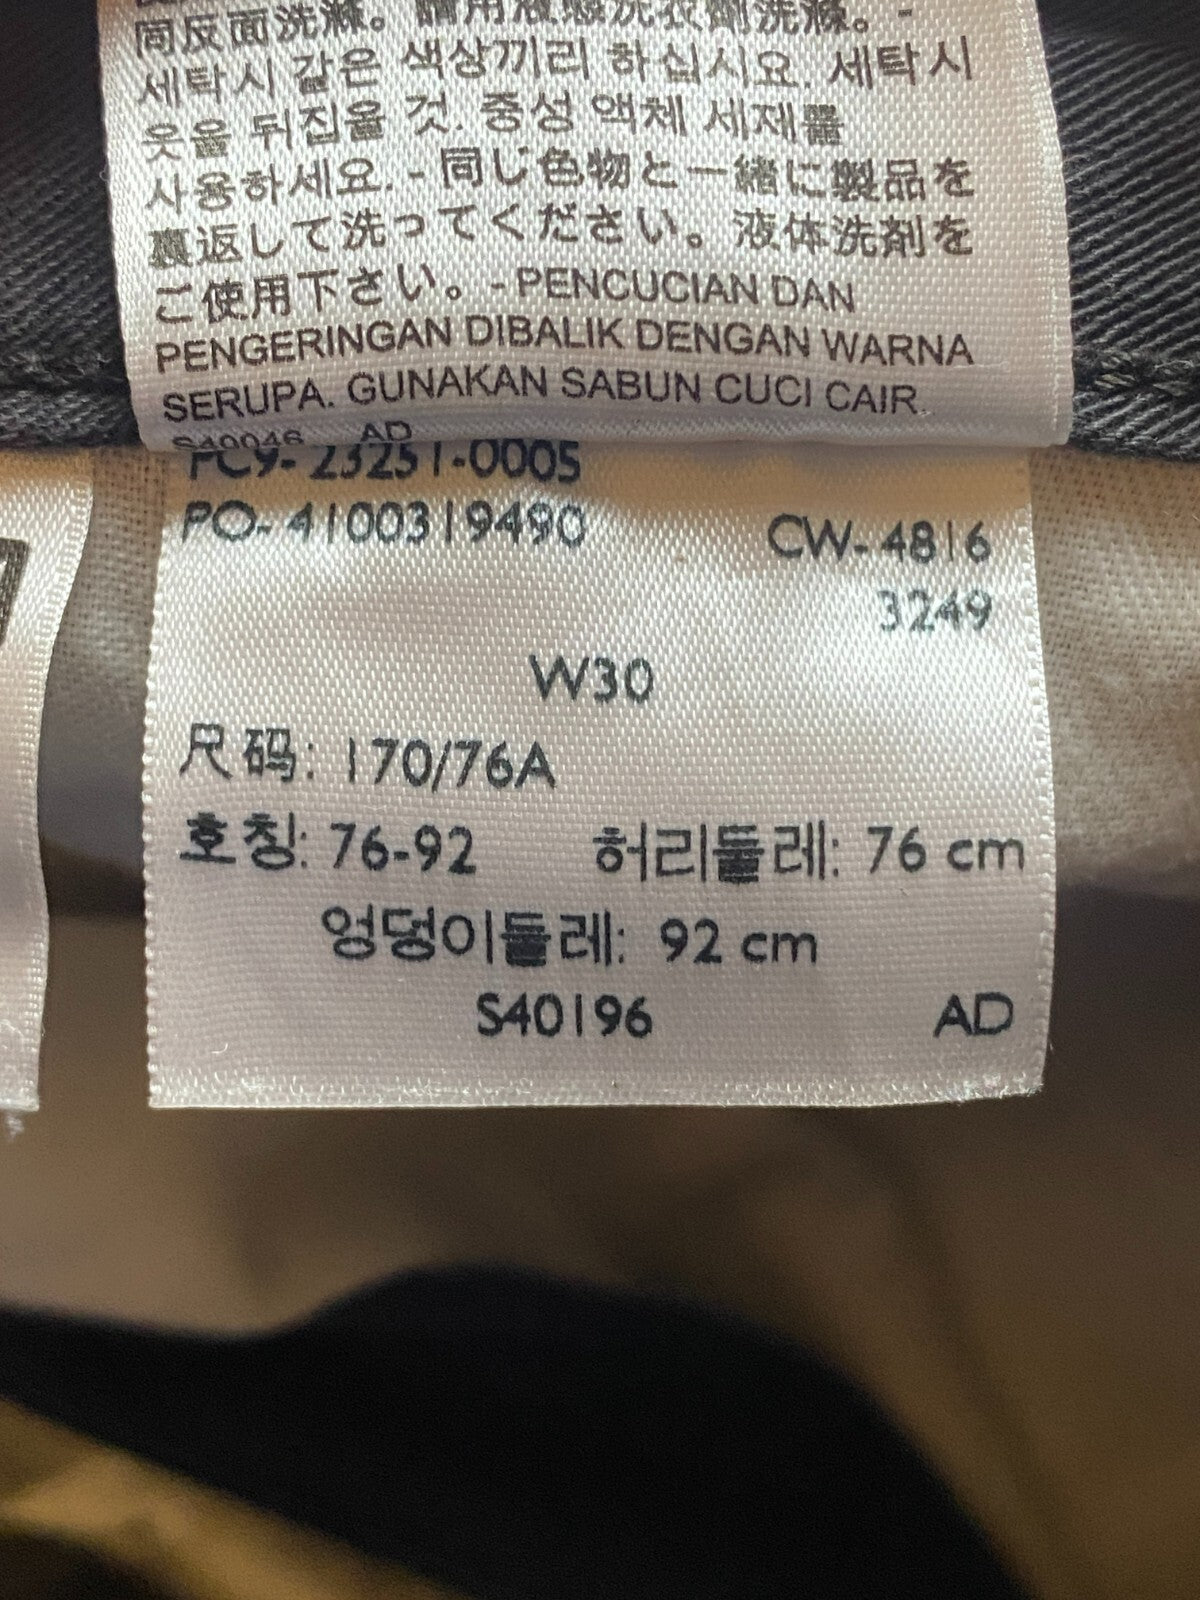 同反面洗滌。請用液態洗衣劑洗滌。-
세탁시 같은 색상끼리 하십시요. 세탁시
옷을 뒤집을 것. 중성 액체 세제를
사용하세요. - 同じ色物と一緒に製品を
裏返して洗ってください。液体洗剤を
ご使用下さい。- PENCUCIAN DAN
PENGERINGAN DIBALIK DENGAN WARNA
SERUPA. GUNAKAN SABUN CUCI CAIR.
S40046 AD
PC9- 23251-0005
PO- 4100319490 CW- 4816
3249
W30
尺码: 170/76A
호칭: 76-92 허리둘레: 76 cm
엉덩이둘레: 92 cm
S40196 AD